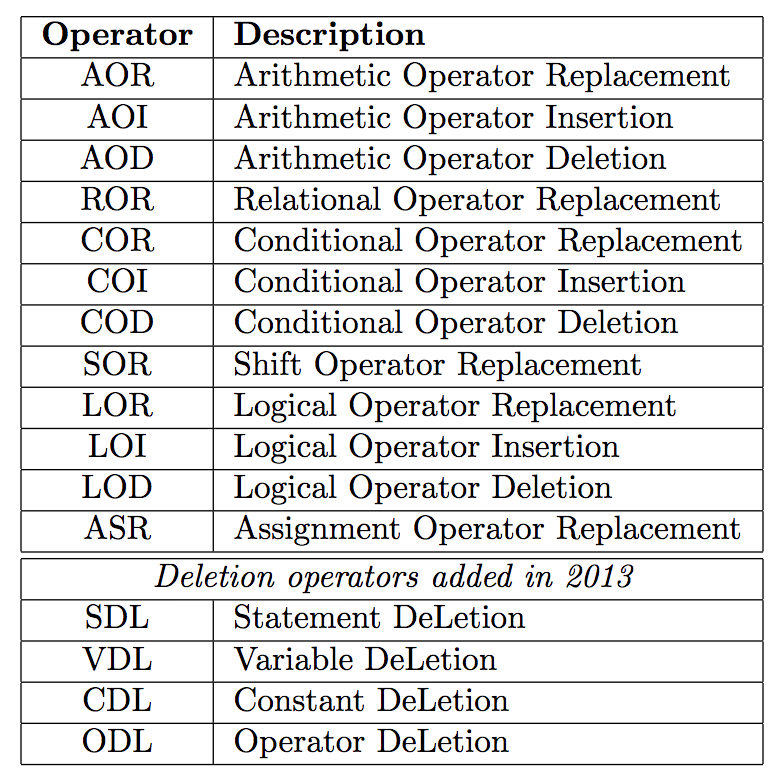 Operator Description
AOR Arithmetic Operator Replacement
AOI Arithmetic Operator Insertion
AOD Arithmetic Operator Deletion
ROR Relational Operator Replacement
COR Conditional Operator Replacement
COI Conditional Operator Insertion
COD Conditional Operator Deletion
SOR Shift Operator Replacement
LOR Logical Operator Replacement
LOI Logical Operator Insertion
LOD Logical Operator Deletion
ASR Assignment Operator Replacement
Deletion operators added in 2013
SDL Statement DeLetion
VDL Variable DeLetion
CDL Constant DeLetion
ODL Operator DeLetion